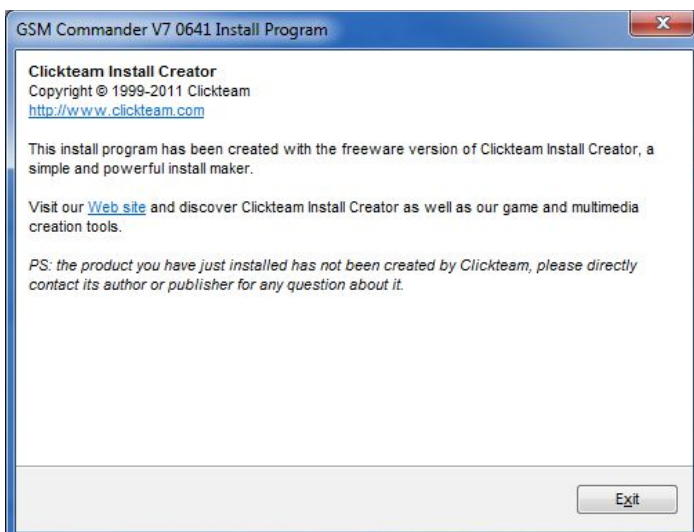 GSM Commander V7 0641 Install Program
Clickteam Install Creator
Copyright © 1999-2011 Clickteam
http://www.clickteam.com
This install program has been created with the freeware version of Clickteam Install Creator, a
simple and powerful install maker.
Visit our Web site and discover Clickteam Install Creator as well as our game and multimedia
creation tools.
PS: the product you have just installed has not been created by Clickteam, please directly
contact its author or publisher for any question about it.
Exit